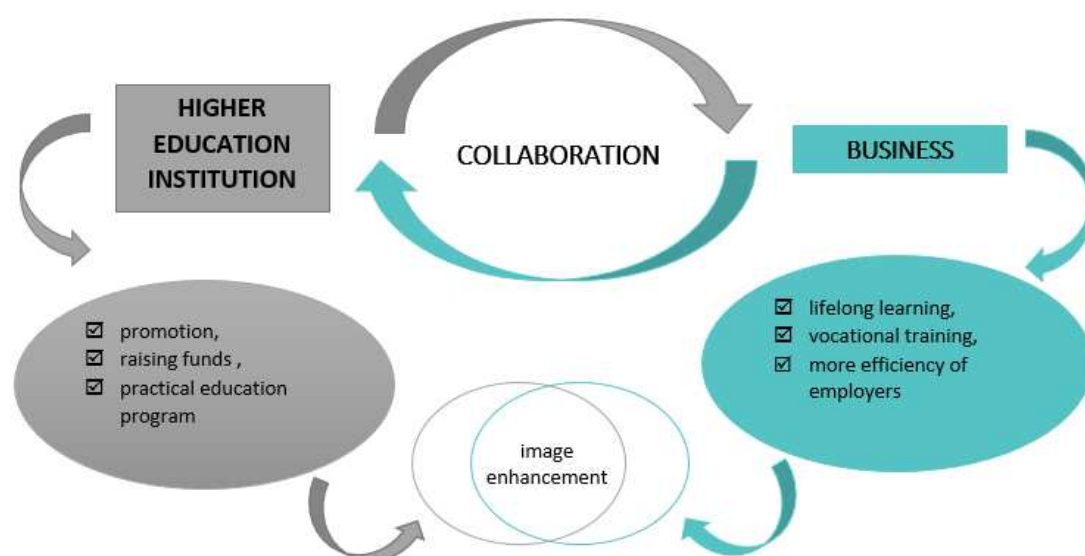 HIGHER
EDUCATION
INSTITUTION
COLLABORATION
BUSINESS
promotion,
raising funds ,
practical education
program
lifelong learning,
vocational training,
more efficiency of
employers
image
enhancement